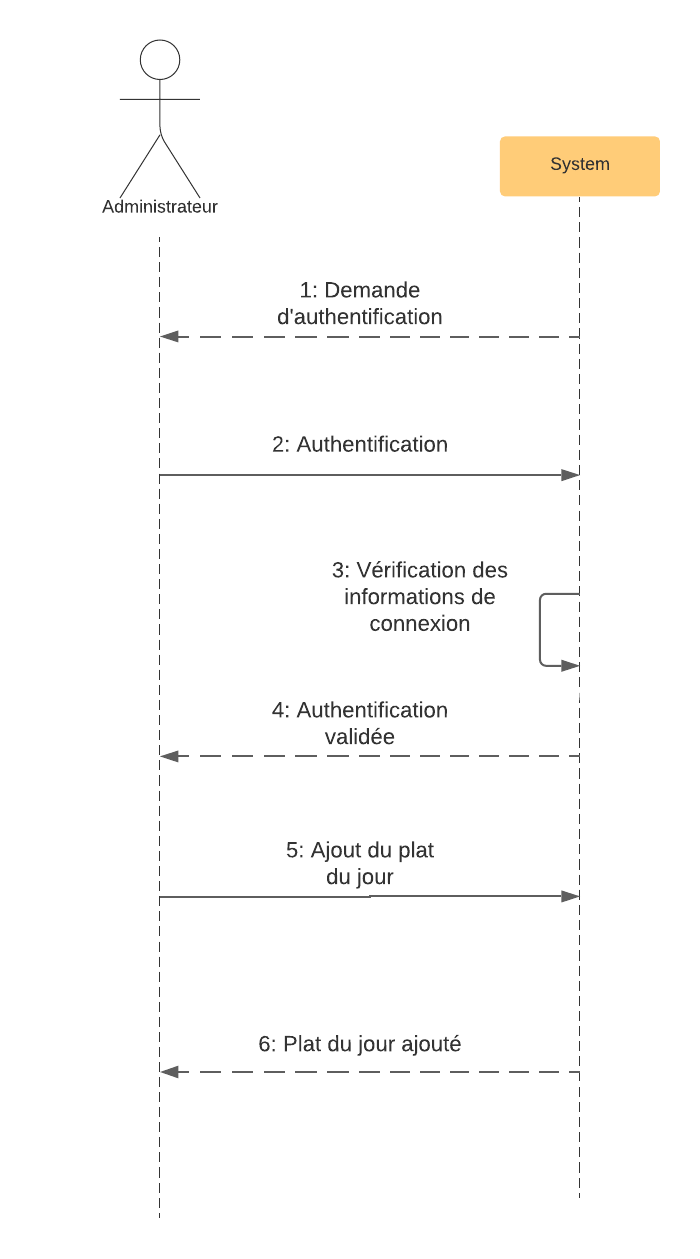 System
Administrateur
1: Demande
d'authentification
2: Authentification
3: Vérification des
informations de
connexion
4: Authentification
validée
5: Ajout du plat
du jour
6: Plat du jour ajouté